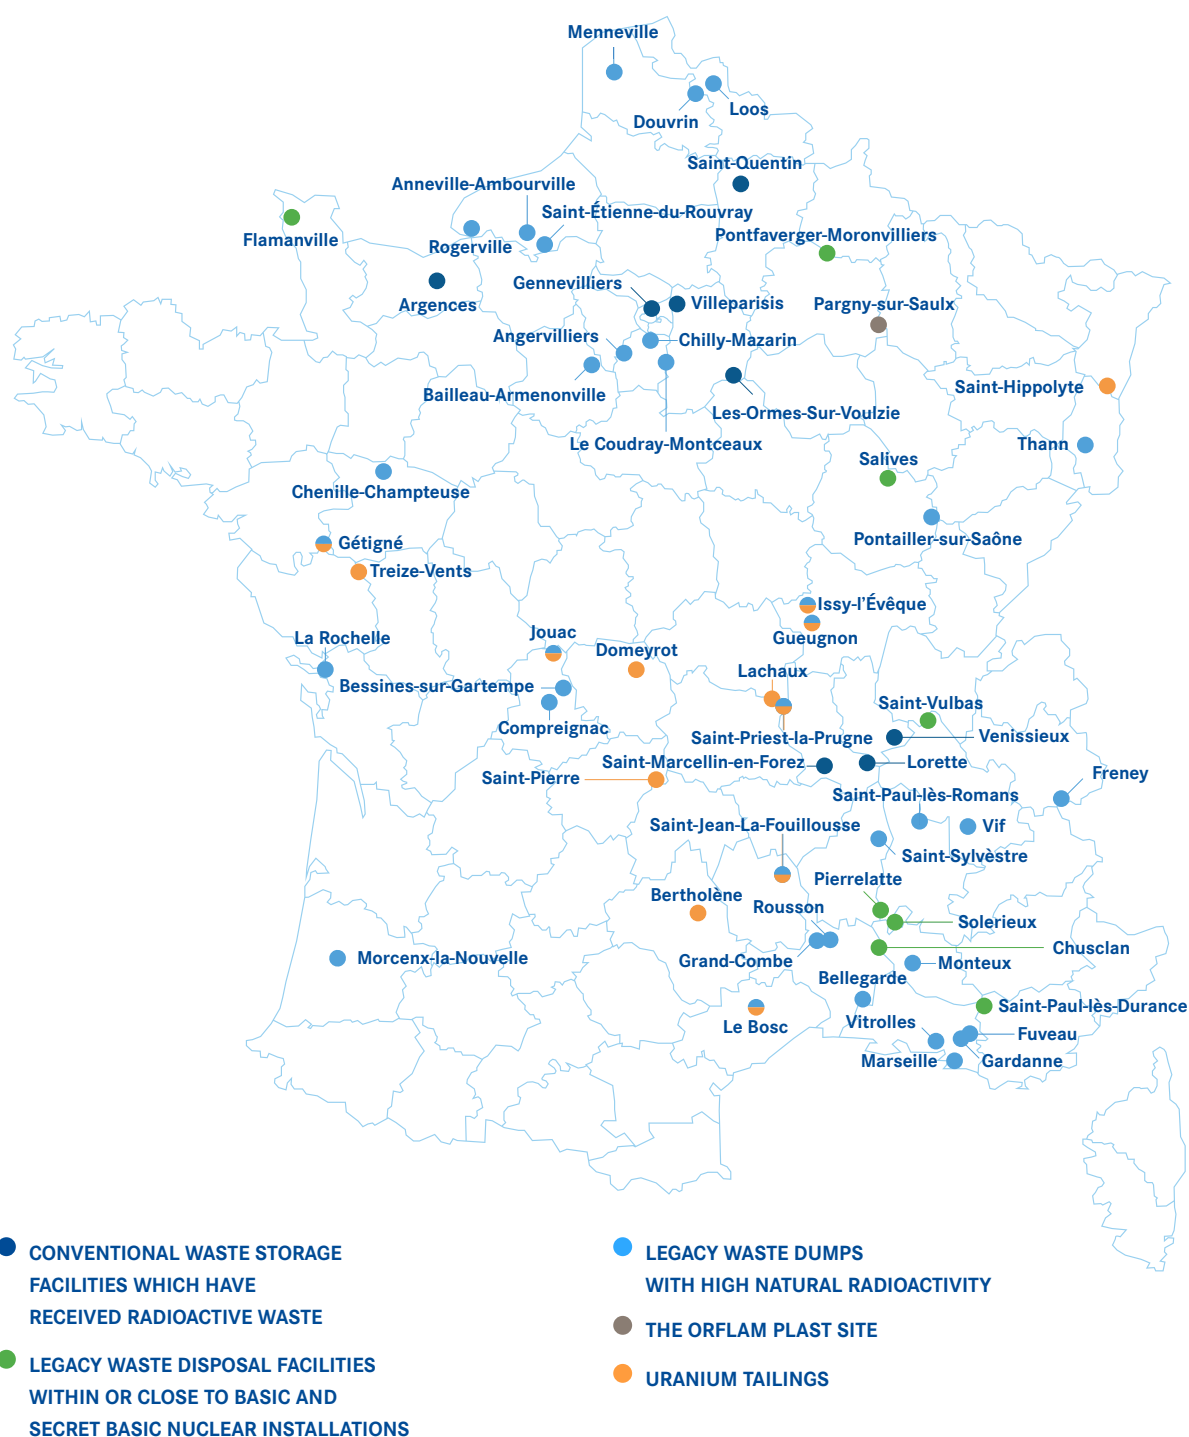 Menneville
Loos
Douvrin
Saint-Quentin
Anneville-Ambourville
Saint-Étienne-du-Rouvray
Pontfaverger-Moronvilliers
Flamanville
Rogerville
Gennevilliers
Argences
Villeparisis
Pargny-sur-Saulx
Angervilliers
Chilly-Mazarin
Saint-Hippolyte
Bailleau-Armenonville
Les-Ormes-Sur-Voulzie
Le Coudray-Montceaux
Thann
Salives
Chenille-Champteuse
Pontailler-sur-Saône
Gétigné
Treize-Vents
Issy-l'Évêque
Jouac
La Rochelle
Gueugnon
Domeyrot
Lachaux
Bessines-sur-Gartempe
Saint-Vulbas
Compreignac
Saint-Priest-la-Prugne
Venissieux
Saint-Marcellin-en-Forez
Lorette
Saint-Pierre
Freney
Saint-Paul-lès-Romans
Saint-Jean-La-Fouillousse
Vif
Saint-Sylvèstre
Pierrelatte
Bertholène
Rousson
Solerieux
Chusclan
Morcenx-la-Nouvelle
Grand-Combe
Monteux
Bellegarde
Saint-Paul-lès-Durance
Le Bosc
Vitrolles
Fuveau
Marseille
Gardanne
CONVENTIONAL WASTE STORAGE
FACILITIES WHICH HAVE
RECEIVED RADIOACTIVE WASTE
LEGACY WASTE DISPOSAL FACILITIES
WITHIN OR CLOSE TO BASIC AND
SECRET BASIC NUCLEAR INSTALLATIONS
LEGACY WASTE DUMPS
WITH HIGH NATURAL RADIOACTIVITY
THE ORFLAM PLAST SITE
URANIUM TAILINGS